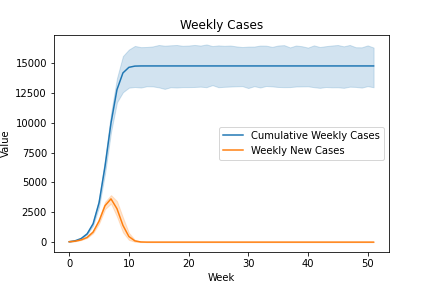 Weekly Cases
Value
15000
12500
10000
7500
5000
2500
0
Cumulative Weekly Cases
Weekly New Cases
0 10 20 30 40 50
Week